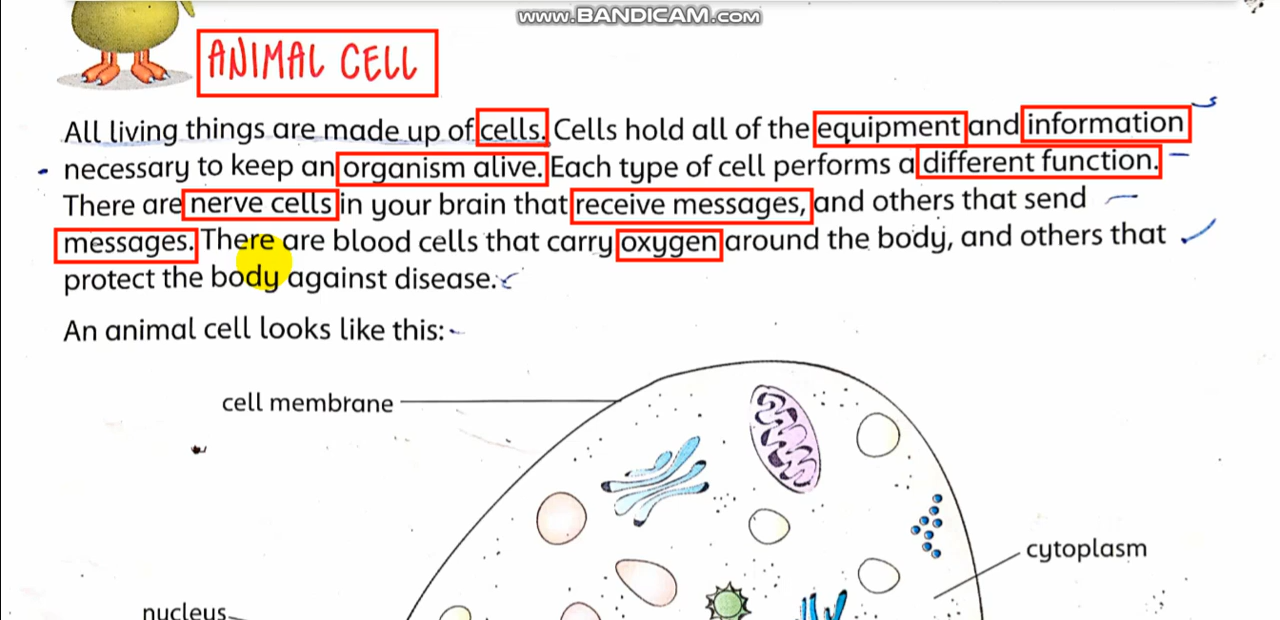 www.BANDICAM.com
ANIMAL CELL
All living things are made up of cells. Cells hold all of the equipment and information
necessary to keep an organism alive. Each type of cell performs a different function.
There are nerve cells in your brain that receive messages, and others that send
messages. There are blood cells that carry oxygen around the body, and others that
protect the body against disease.
An animal cell looks like this:
cell membrane
cytoplasm
nucleus